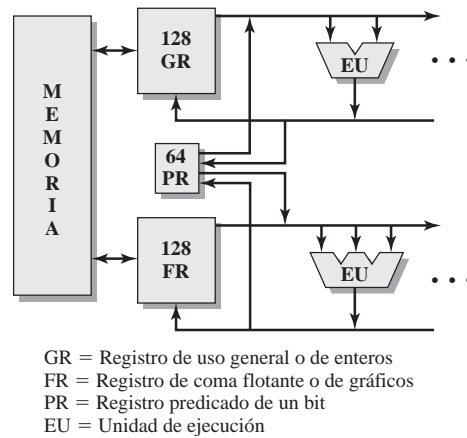 MEMORIA
128
GR
EU
64
PR
128
FR
EU
GR = Registro de uso general o de enteros
FR = Registro de coma flotante o de gráficos
PR = Registro predicado de un bit
EU = Unidad de ejecución